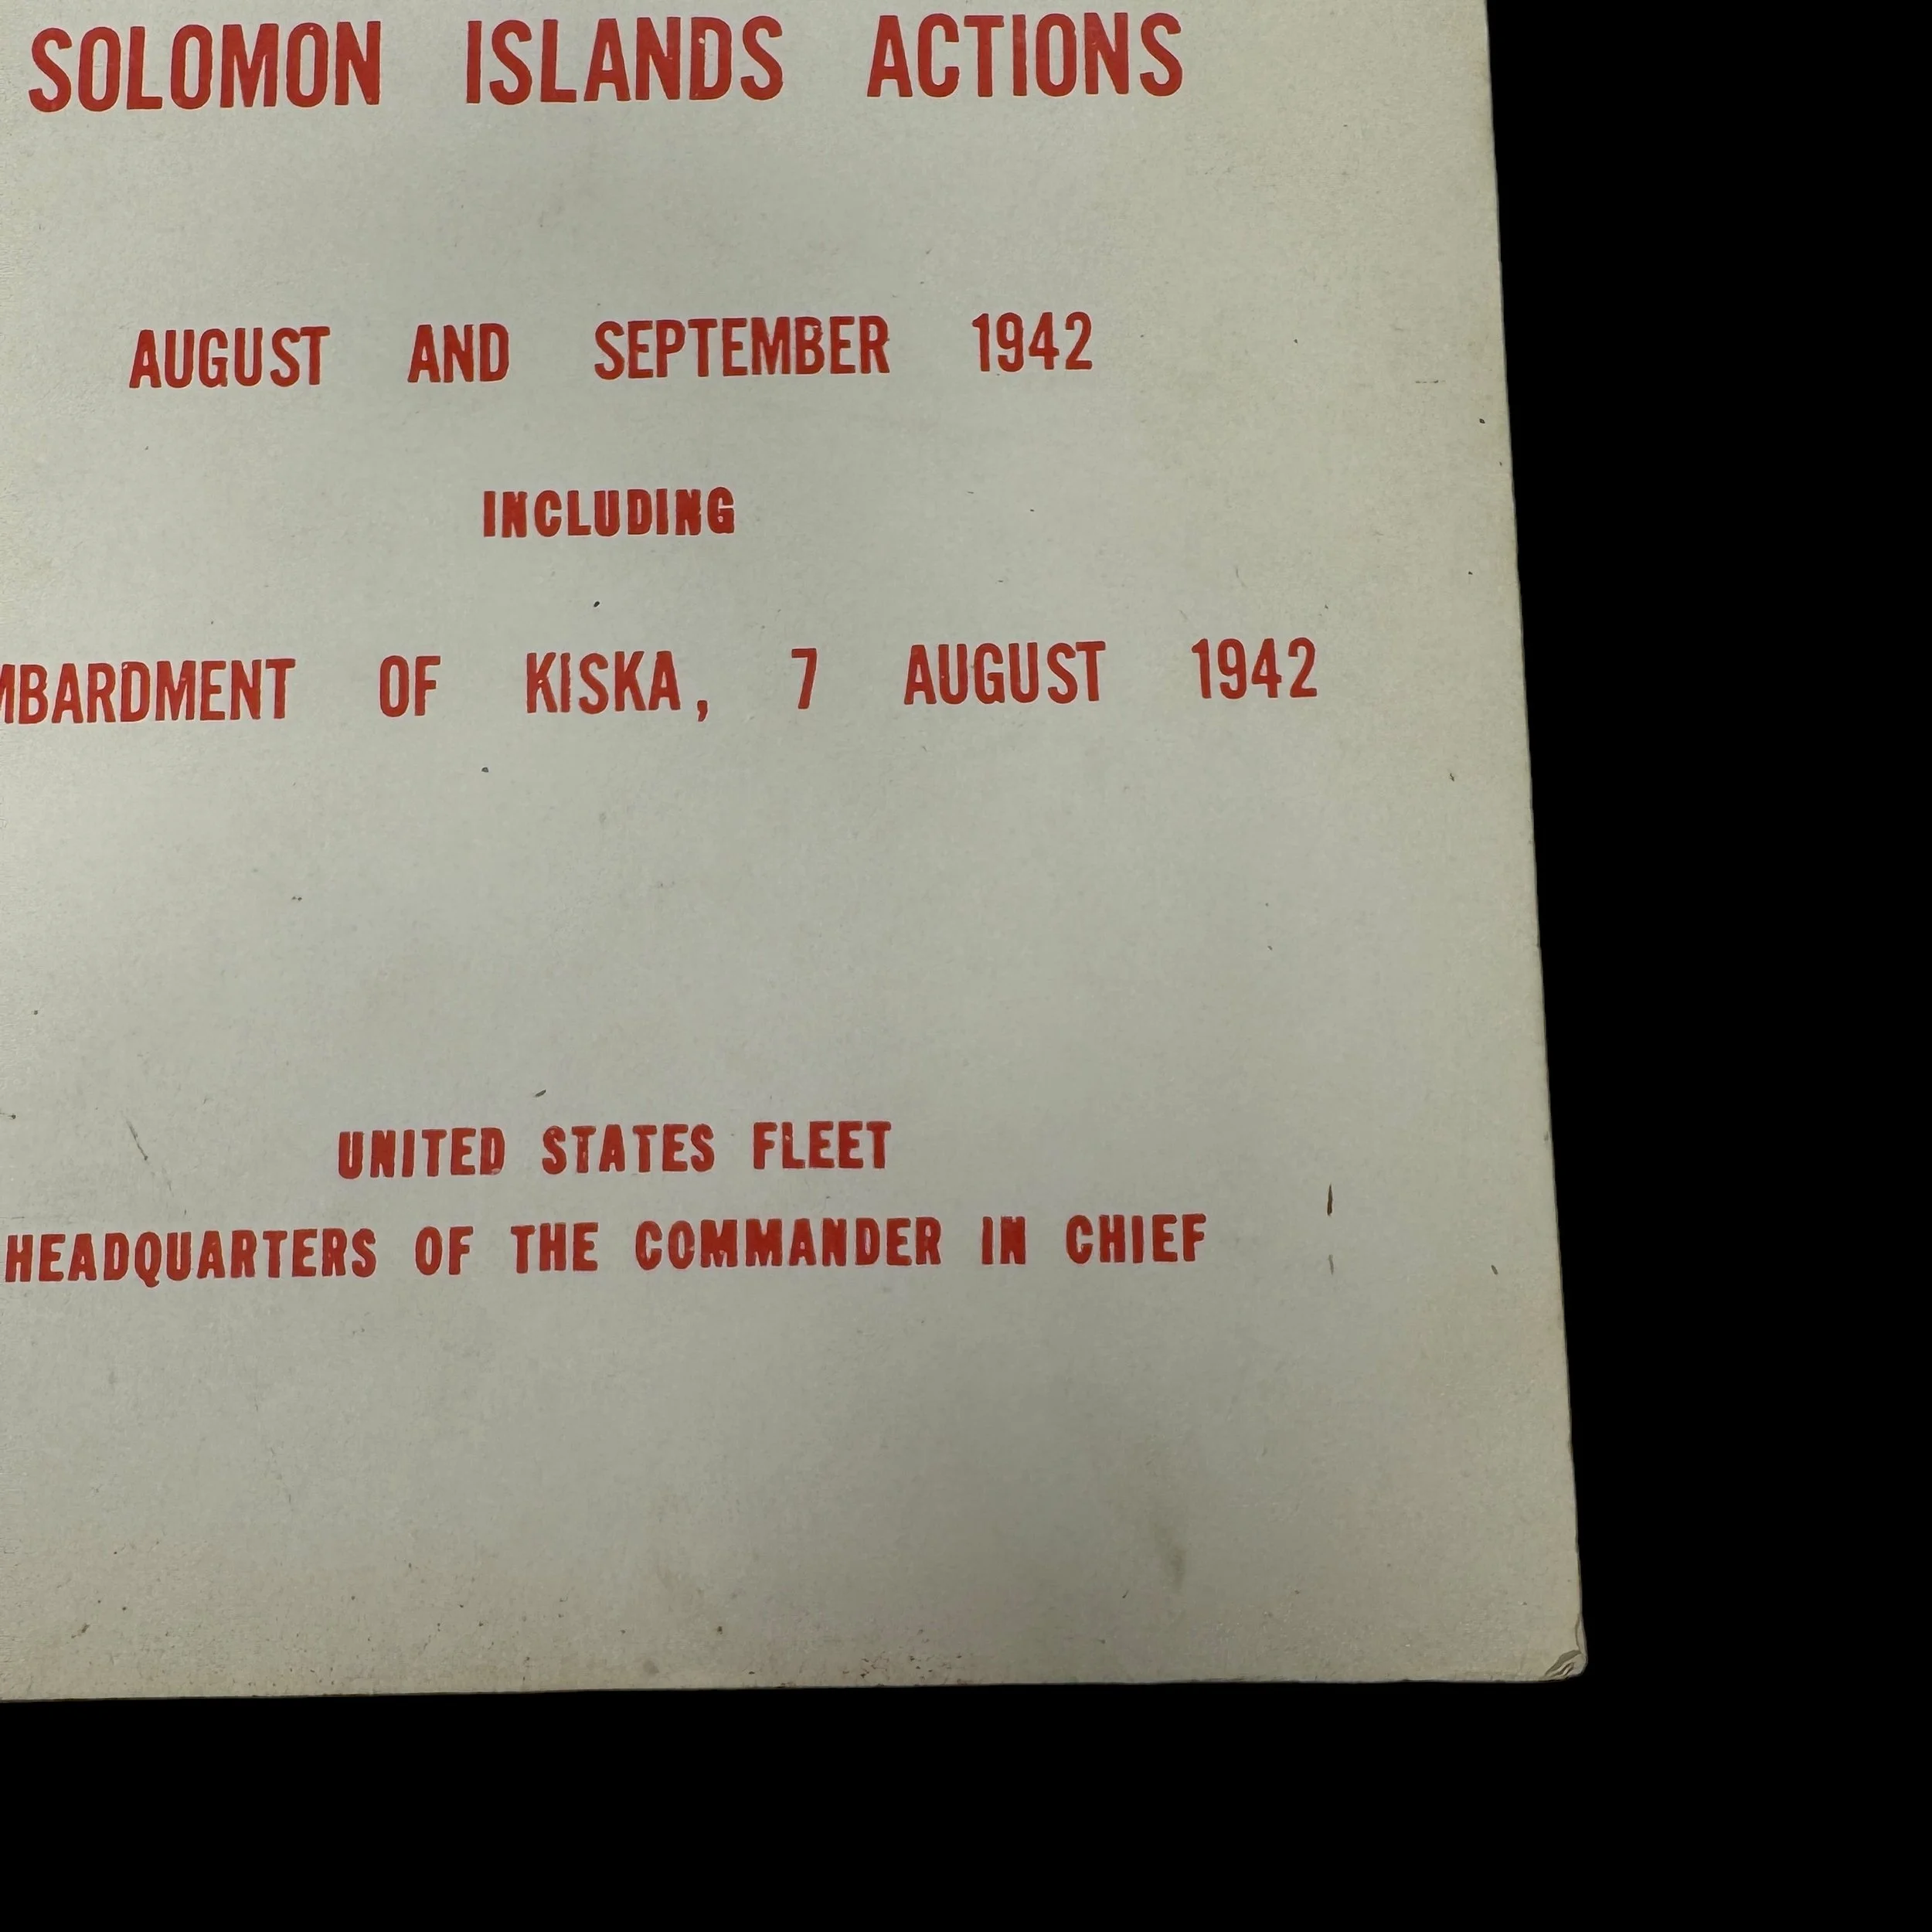 SOLOMON ISLANDS ACTIONS
AUGUST AND SEPTEMBER 1942
INCLUDING
MBARDMENT OF KISKA, 7 AUGUST 1942
UNITED STATES FLEET
HEADQUARTERS OF THE COMMANDER IN CHIEF